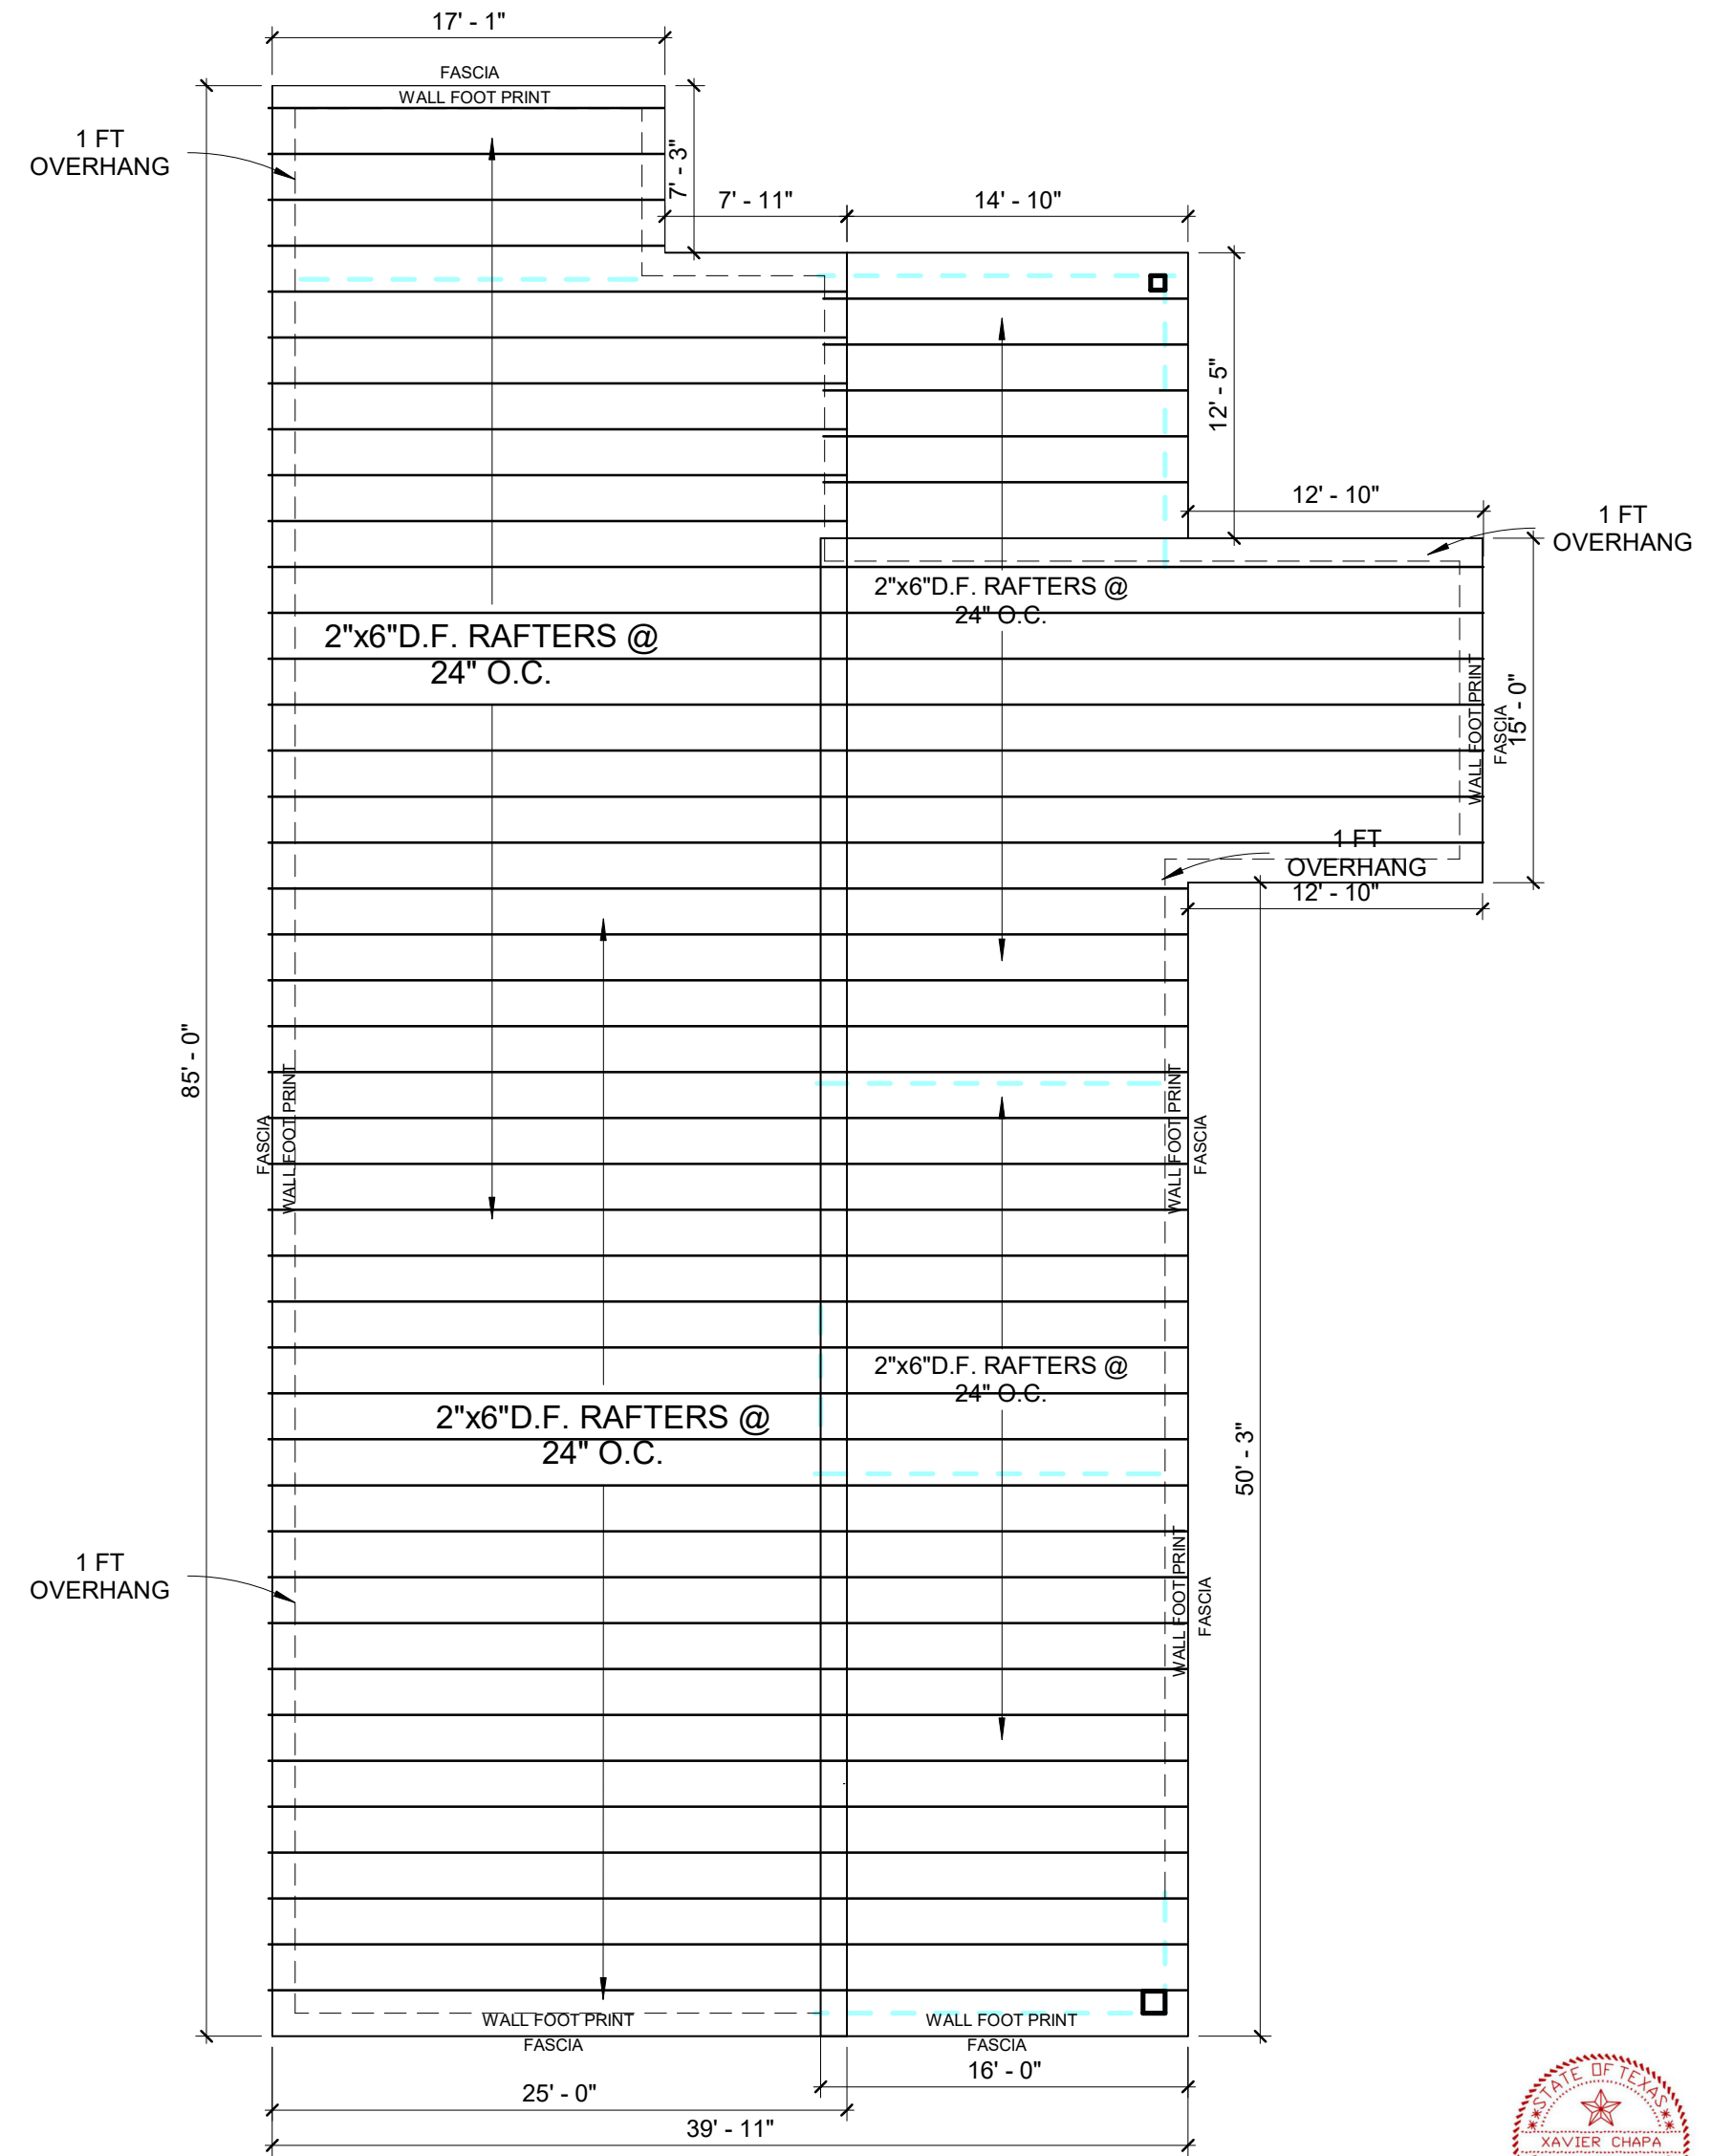 17' - 1"
FASCIA
WALL FOOT PRINT
1 FT
OVERHANG
7' - 3"
7' - 11"
14' - 10"
12' - 5"
12' - 10"
1 FT
OVERHANG
2"x6"D.F. RAFTERS @
24" O.C.
2"x6"D.F. RAFTERS @
24" O.C.
WALL FOOT PRINT
FASCIA
15' - 0"
1 FT
OVERHANG
12' - 10"
85' - 0"
FASCIA
WALL FOOT PRINT
WALL FOOT PRINT
FASCIA
2"x6"D.F. RAFTERS @
24" O.C.
2"x6"D.F. RAFTERS @
24" O.C.
50' - 3"
1 FT
OVERHANG
WALL FOOT PRINT
FASCIA
WALL FOOT PRINT
FASCIA
WALL FOOT PRINT
FASCIA
16' - 0"
25' - 0"
39' - 11"
STATE OF TEXAS
XAVIER CHAPA